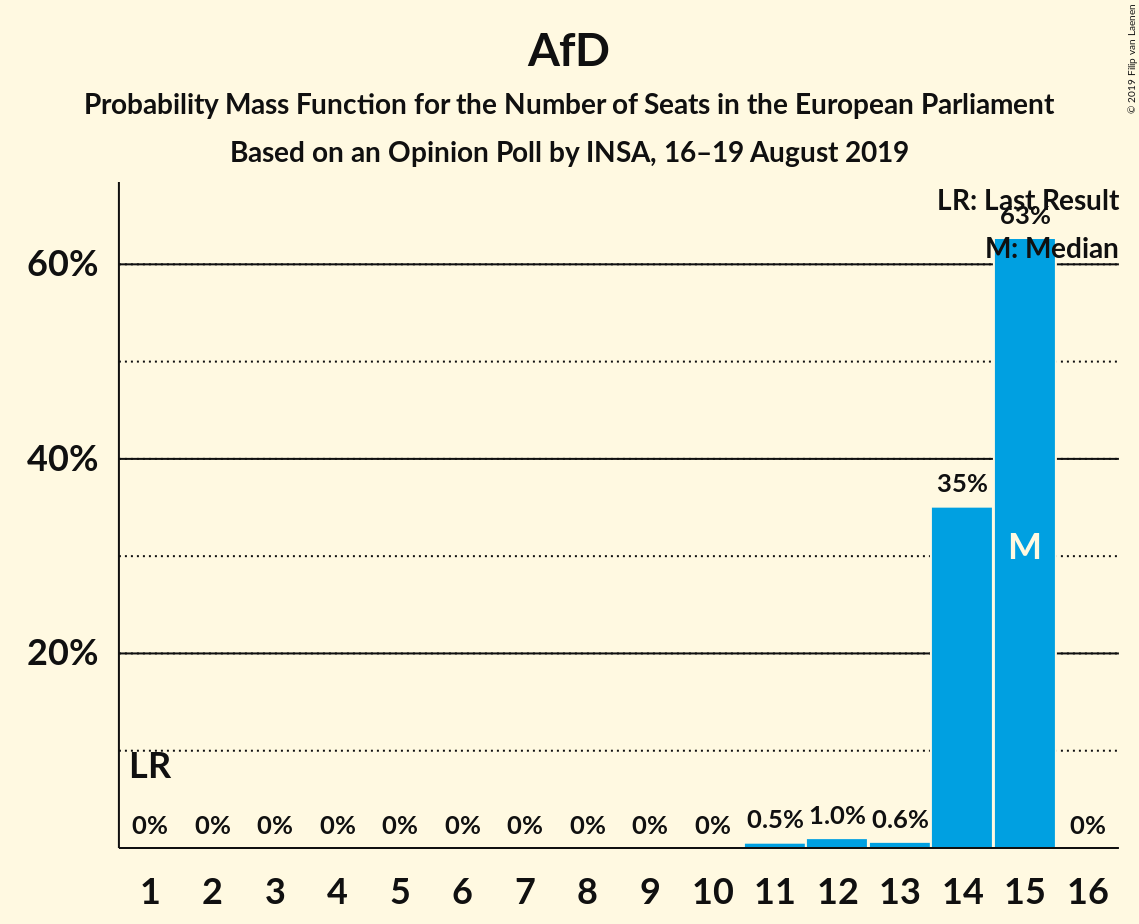 AfD
Probability Mass Function for the Number of Seats in the European Parliament
Based on an Opinion Poll by INSA, 16–19 August 2019
© 2019 Filip van Laenen
LR: Last Result
63%
M: Median
60%
40%
35%
M
20%
LR
0% 0% 0% 0% 0% 0% 0% 0% 0% 0% 0.5% 1.0% 0.6% 0%
1 2 3 4 5 6 7 8 9 10 11 12 13 14 15 16